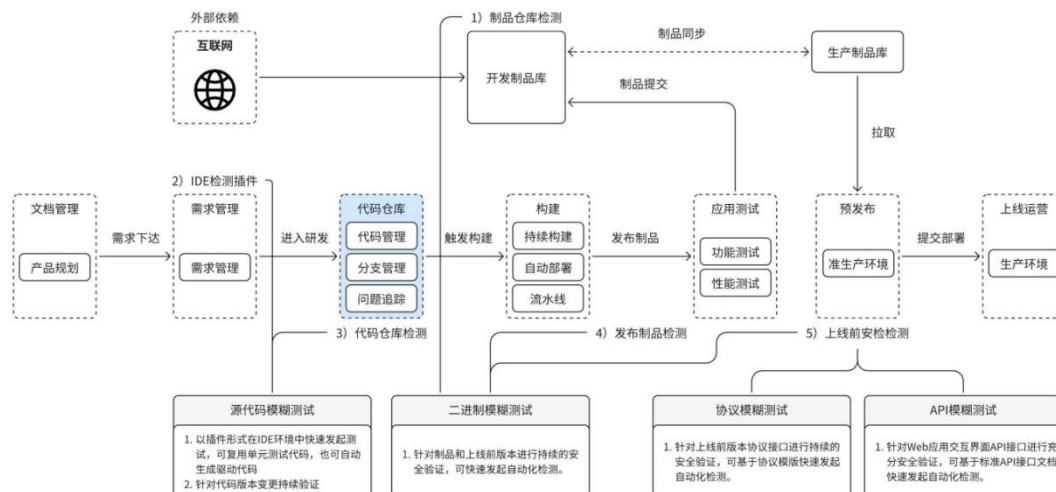 外部依赖
互联网
1）制品仓库检测
开发制品库
制品同步
制品提交
生产制品库
拉取
2）IDE检测插件
文档管理
产品规划
需求下达
需求管理
需求管理
进入研发
代码仓库
代码管理
分支管理
问题追踪
触发构建
构建
持续构建
自动部署
流水线
发布制品
应用测试
功能测试
性能测试
预发布
准生产环境
提交部署
上线运营
生产环境
3）代码仓库检测
4）发布制品检测
5）上线前安检检测
源代码模糊测试
1. 以插件形式在IDE环境中快速发起测
试，可复用单元测试代码，也可自动
生成驱动代码
2. 针对代码版本变更持续验证
二进制模糊测试
1. 针对制品和上线前版本进行持续的安
全验证，可快速发起自动化检测。
协议模糊测试
1. 针对上线前版本协议接口进行持续的
安全验证，可基于协议模版快速发起
自动化检测。
API模糊测试
1. 针对Web应用交互界面API接口进行充
分安全验证，可基于标准API接口文档
快速发起自动化检测。